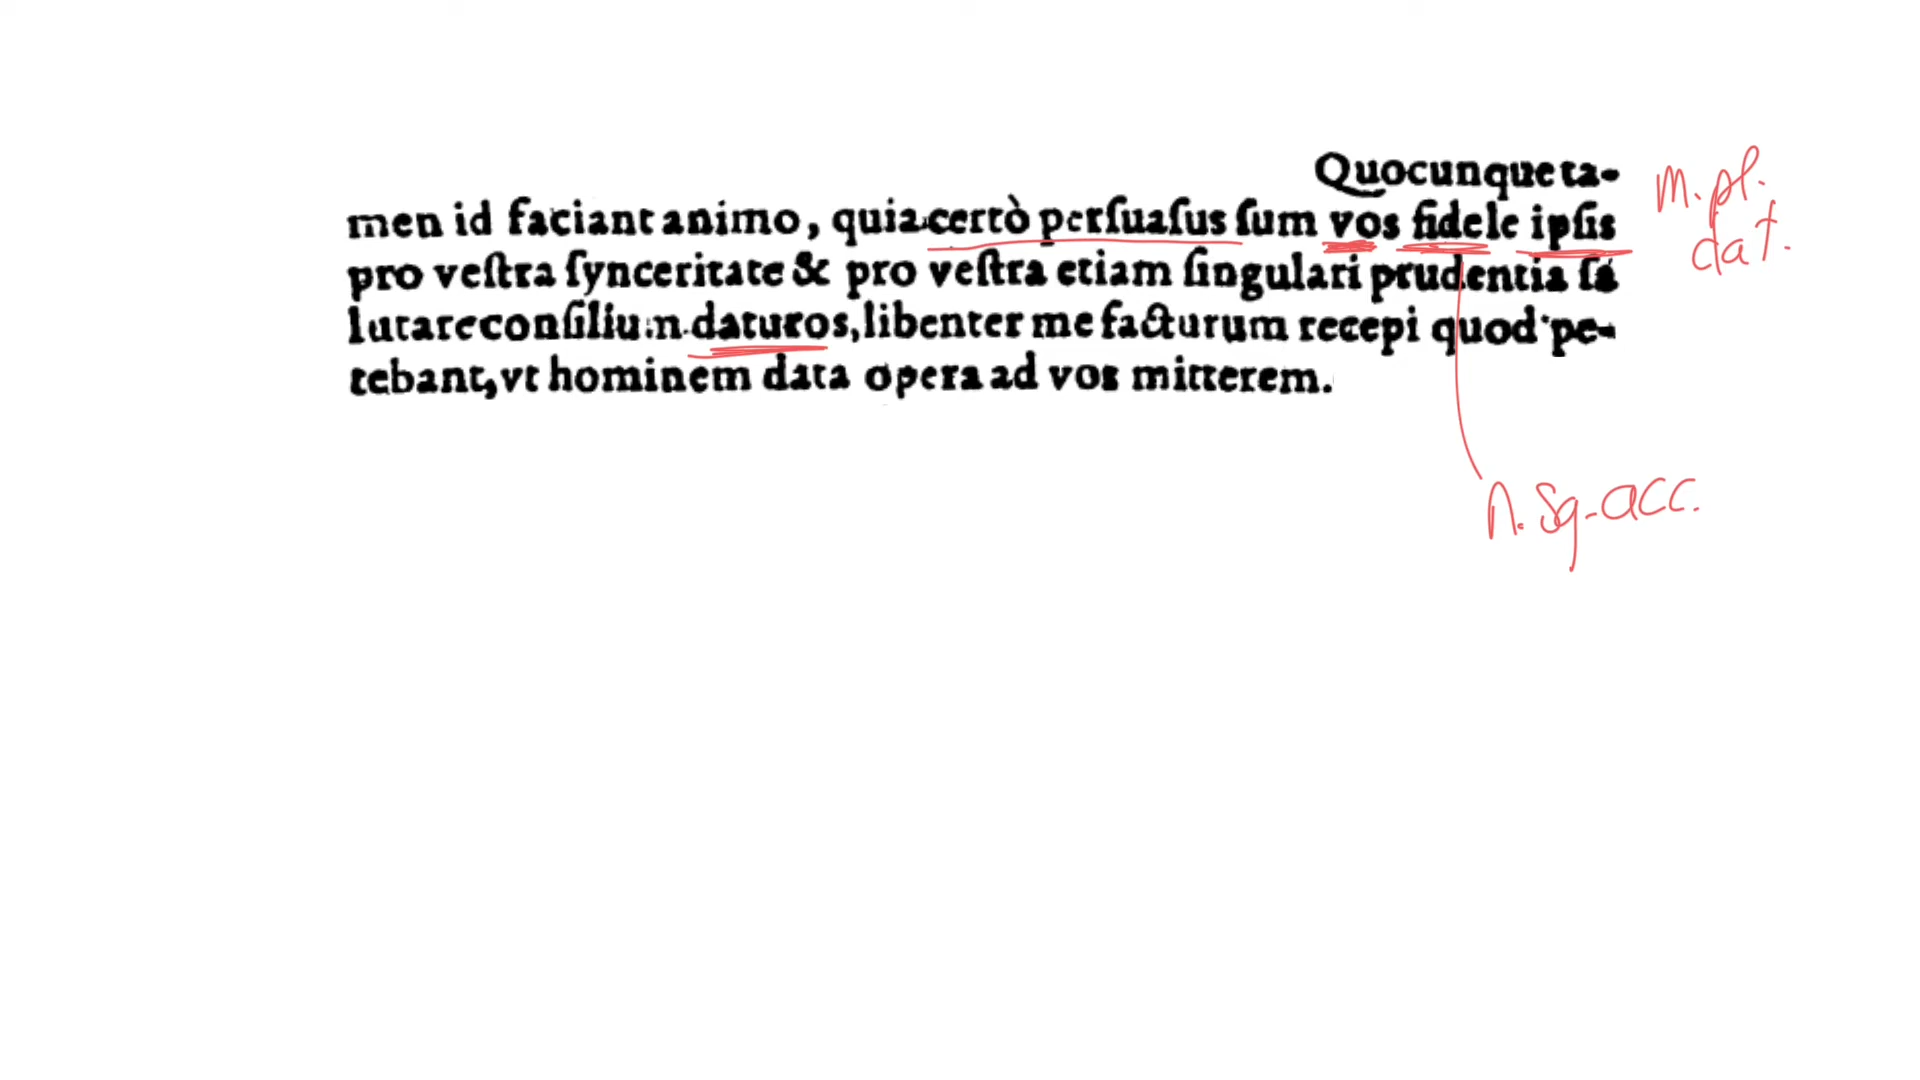 Quocunque ta-
men id faciant animo, quia certò perſuaſus ſum vos fidele ipſis
m. pl.
dat.
pro veſtra ſynceritate & pro veſtra etiam ſingulari prudentia ſa
lutare conſilium daturos, libenter me facturum recepi quod pe-
tebant, vt hominem data opera ad vos mitterem.
n. sg. acc.